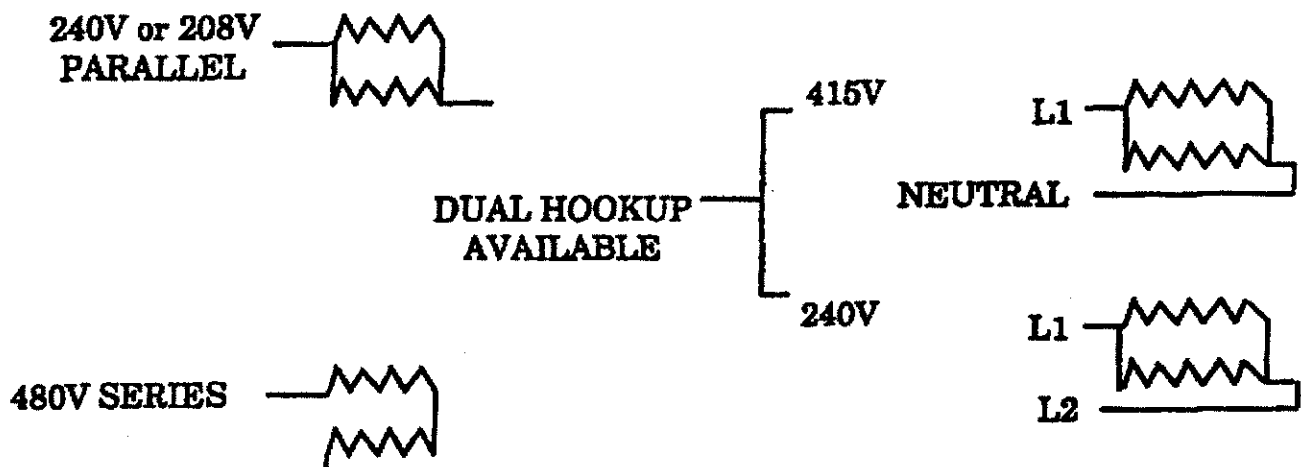 240V or 208V
PARALLEL
415V
L1
DUAL HOOKUP
AVAILABLE
NEUTRAL
240V
L1
480V SERIES
L2